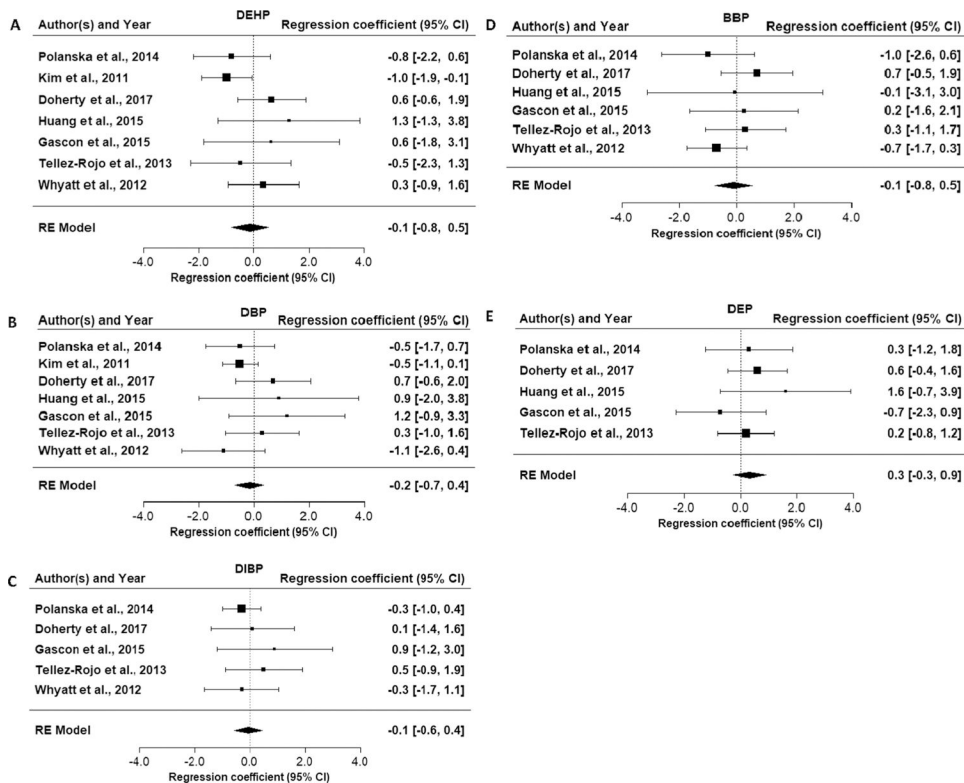 A
DEHP
Author(s) and Year Regression coefficient (95% CI)
Polanska et al., 2014 -0.8 [-2.2, 0.6]
Kim et al., 2011 -1.0 [-1.9, -0.1]
Doherty et al., 2017 0.6 [-0.6, 1.9]
Huang et al., 2015 1.3 [-1.3, 3.8]
Gascon et al., 2015 0.6 [-1.8, 3.1]
Tellez-Rojo et al., 2013 -0.5 [-2.3, 1.3]
Whyatt et al., 2012 0.3 [-0.9, 1.6]
RE Model -0.1 [-0.8, 0.5]
-4.0 -2.0 0.0 2.0 4.0
Regression coefficient (95% CI)
B
DBP
Author(s) and Year Regression coefficient (95% CI)
Polanska et al., 2014 -0.5 [-1.7, 0.7]
Kim et al., 2011 -0.5 [-1.1, 0.1]
Doherty et al., 2017 0.7 [-0.6, 2.0]
Huang et al., 2015 0.9 [-2.0, 3.8]
Gascon et al., 2015 1.2 [-0.9, 3.3]
Tellez-Rojo et al., 2013 0.3 [-1.0, 1.6]
Whyatt et al., 2012 -1.1 [-2.6, 0.4]
RE Model -0.2 [-0.7, 0.4]
-4.0 -2.0 0.0 2.0 4.0
Regression coefficient (95% CI)
C
DIBP
Author(s) and Year Regression coefficient (95% CI)
Polanska et al., 2014 -0.3 [-1.0, 0.4]
Doherty et al., 2017 0.1 [-1.4, 1.6]
Gascon et al., 2015 0.9 [-1.2, 3.0]
Tellez-Rojo et al., 2013 0.5 [-0.9, 1.9]
Whyatt et al., 2012 -0.3 [-1.7, 1.1]
RE Model -0.1 [-0.6, 0.4]
-4.0 -2.0 0.0 2.0 4.0
Regression coefficient (95% CI)
D
BBP
Author(s) and Year Regression coefficient (95% CI)
Polanska et al., 2014 -1.0 [-2.6, 0.6]
Doherty et al., 2017 0.7 [-0.5, 1.9]
Huang et al., 2015 -0.1 [-3.1, 3.0]
Gascon et al., 2015 0.2 [-1.6, 2.1]
Tellez-Rojo et al., 2013 0.3 [-1.1, 1.7]
Whyatt et al., 2012 -0.7 [-1.7, 0.3]
RE Model -0.1 [-0.8, 0.5]
-4.0 -2.0 0.0 2.0 4.0
Regression coefficient (95% CI)
E
DEP
Author(s) and Year Regression coefficient (95% CI)
Polanska et al., 2014 0.3 [-1.2, 1.8]
Doherty et al., 2017 0.6 [-0.4, 1.6]
Huang et al., 2015 1.6 [-0.7, 3.9]
Gascon et al., 2015 -0.7 [-2.3, 0.9]
Tellez-Rojo et al., 2013 0.2 [-0.8, 1.2]
RE Model 0.3 [-0.3, 0.9]
-4.0 -2.0 0.0 2.0 4.0
Regression coefficient (95% CI)